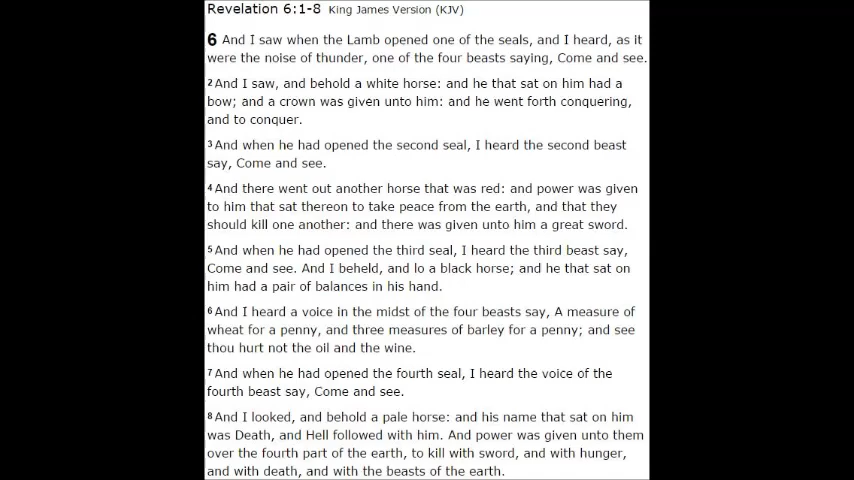 Revelation 6:1-8 King James Version (KJV)
6 And I saw when the Lamb opened one of the seals, and I heard, as it
were the noise of thunder, one of the four beasts saying, Come and see.
2 And I saw, and behold a white horse: and he that sat on him had a
bow; and a crown was given unto him: and he went forth conquering,
and to conquer.
3 And when he had opened the second seal, I heard the second beast
say, Come and see.
4 And there went out another horse that was red: and power was given
to him that sat thereon to take peace from the earth, and that they
should kill one another: and there was given unto him a great sword.
5 And when he had opened the third seal, I heard the third beast say,
Come and see. And I beheld, and lo a black horse; and he that sat on
him had a pair of balances in his hand.
6 And I heard a voice in the midst of the four beasts say, A measure of
wheat for a penny, and three measures of barley for a penny; and see
thou hurt not the oil and the wine.
7 And when he had opened the fourth seal, I heard the voice of the
fourth beast say, Come and see.
8 And I looked, and behold a pale horse: and his name that sat on him
was Death, and Hell followed with him. And power was given unto them
over the fourth part of the earth, to kill with sword, and with hunger,
and with death, and with the beasts of the earth.